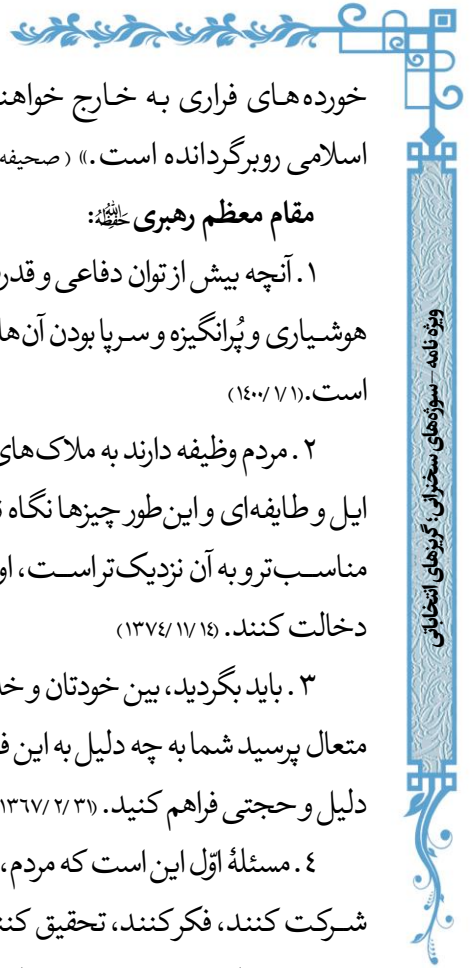 خورده‌های فراری به خارج خواهند
اسلامی روبرگردانده است.» (صحیفه
مقام معظم رهبری حَفِظَهُ‌الله:
۱. آنچه بیش از توان دفاعی و قدر
هوشیاری و پُرانگیزه و سرپا بودن آن‌ها
است. (۱۴۰۰/۱/۱)
۲. مردم وظیفه دارند به ملاک‌های
ایل و طایفه‌ای و این‌طور چیزها نگاه ن
مناسب‌تر و به آن نزدیک‌تر است، او
دخالت کنند. (۱۳۷۴/۱۱/۱۴)
۳. باید بگردید، بین خودتان و خد
متعال پرسید شما به چه دلیل به این ف
دلیل و حجتی فراهم کنید. (۱۳۶۷/۲/۳۱
۴. مسئلهٔ اوّل این است که مردم،
شرکت کنند، فکر کنند، تحقیق کنن
ویژه نامه - سوژه‌های سخنرانی؛ گریزهای انتخاباتی